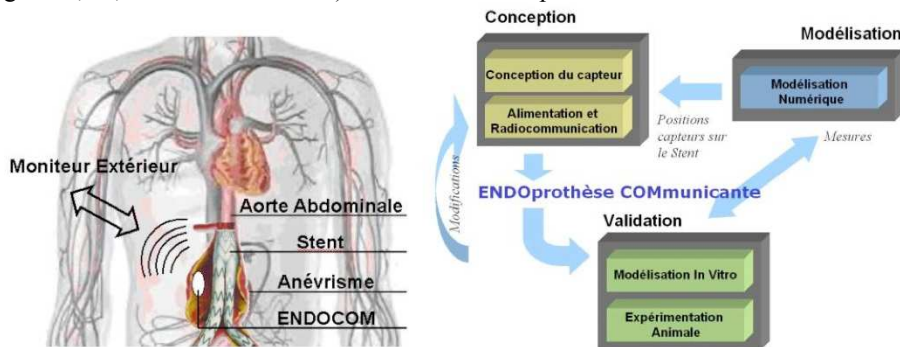 Moniteur Extérieur
Aorte Abdominale
Stent
Anévrisme
ENDOCOM
Conception
Conception du capteur
Alimentation et
Radiocommunication
Modélisation
Modélisation
Numérique
Positions
capteurs sur
le Stent
Mesures
Modifications
ENDOprothèse COMmunicante
Validation
Modélisation In Vitro
Expérimentation
Animale